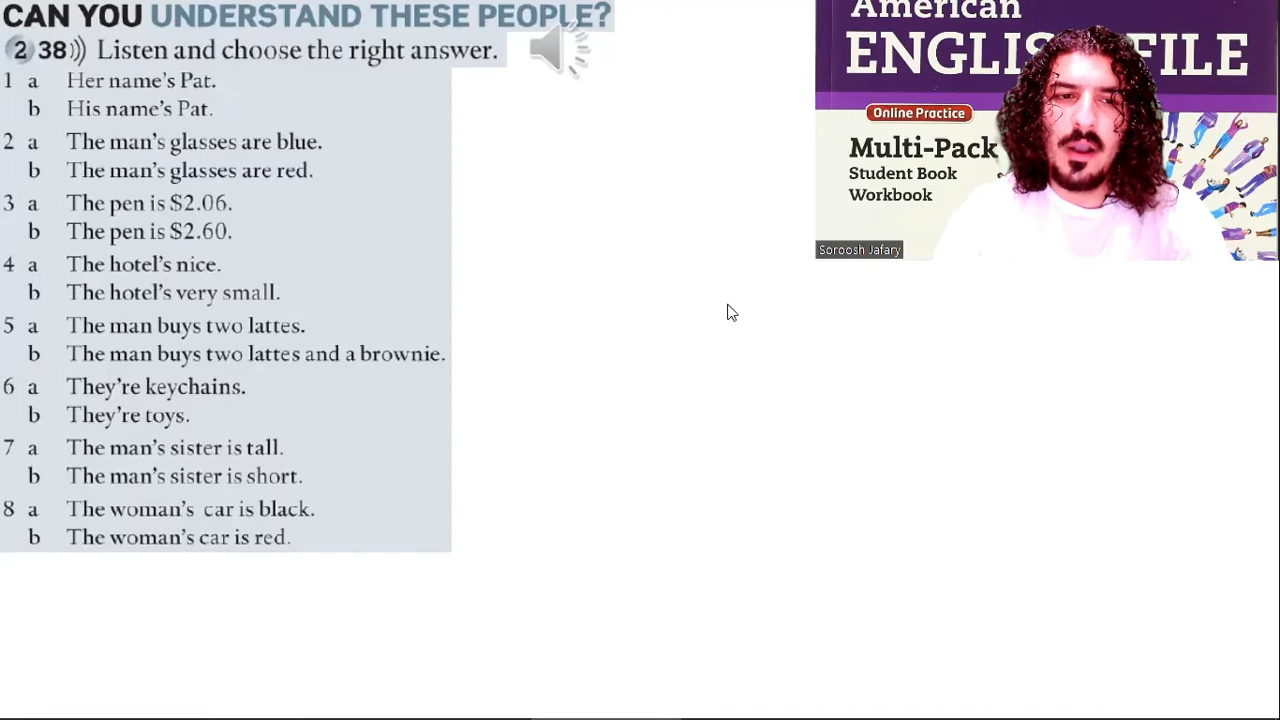 CAN YOU UNDERSTAND THESE PEOPLE?
2 38))) Listen and choose the right answer.
1 a Her name's Pat.
b His name's Pat.
2 a The man's glasses are blue.
b The man's glasses are red.
3 a The pen is $2.06.
b The pen is $2.60.
4 a The hotel's nice.
b The hotel's very small.
5 a The man buys two lattes.
b The man buys two lattes and a brownie.
6 a They're keychains.
b They're toys.
7 a The man's sister is tall.
b The man's sister is short.
8 a The woman's car is black.
b The woman's car is red.
American
ENGLISH FILE
Online Practice
Multi-Pack
Student Book
Workbook
Soroosh Jafary